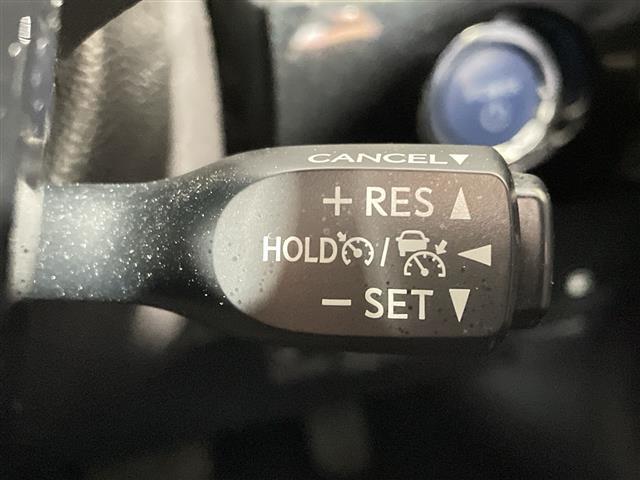 CANCEL▼
+ RES ▲
HOLD / ◀
− SET ▼